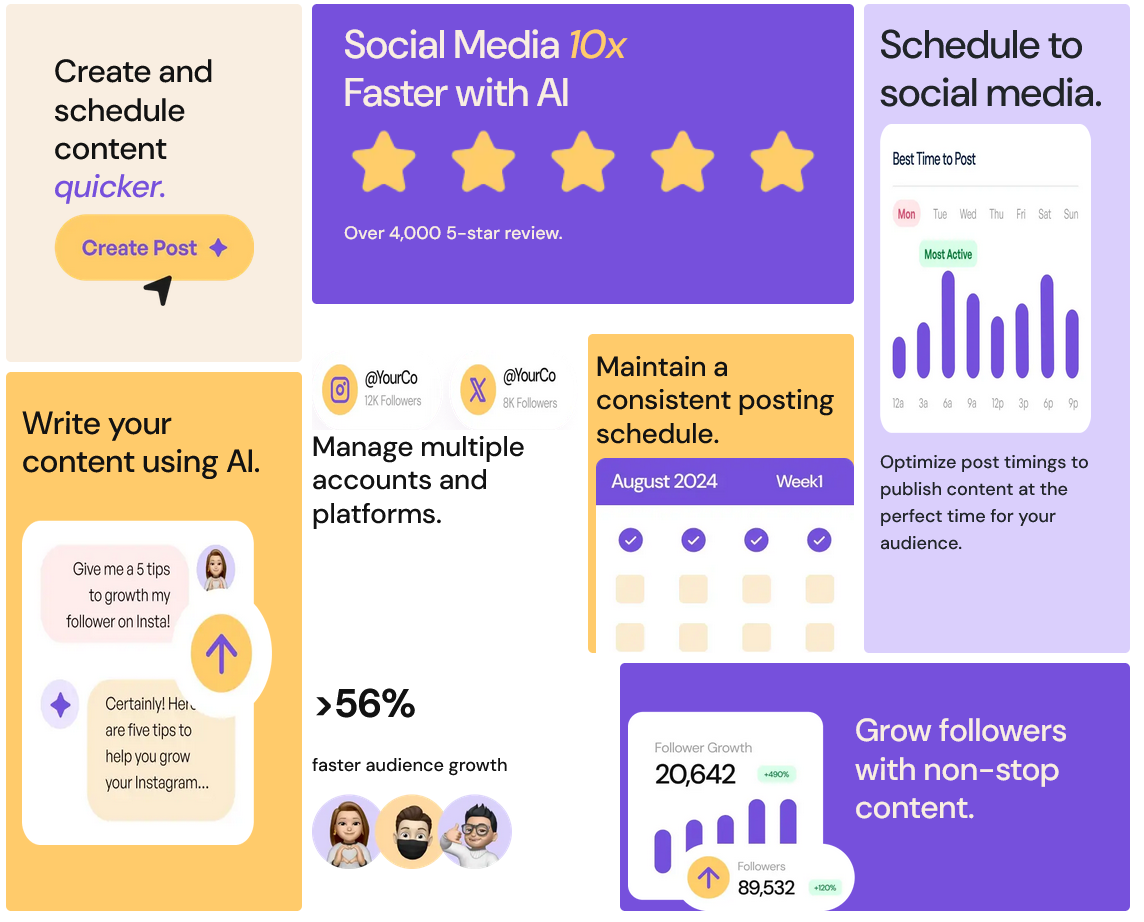 Create and
schedule
content
quicker.
Create Post
Social Media 10x
Faster with AI
Over 4,000 5-star review.
Schedule to
social media.
Best Time to Post
Mon Tue Wed Thu Fri Sat Sun
Most Active
12a 3a 6a 9a 12p 3p 6p 9p
Optimize post timings to
publish content at the
perfect time for your
audience.
Write your
content using AI.
Give me a 5 tips
to growth my
follower on Insta!
Certainly! Here
are five tips to
help you grow
your Instagram...
@YourCo
12K Followers
@YourCo
8K Followers
Manage multiple
accounts and
platforms.
Maintain a
consistent posting
schedule.
August 2024 Week1
>56%
faster audience growth
Follower Growth
20,642 +490%
Followers
89,532 +120%
Grow followers
with non-stop
content.